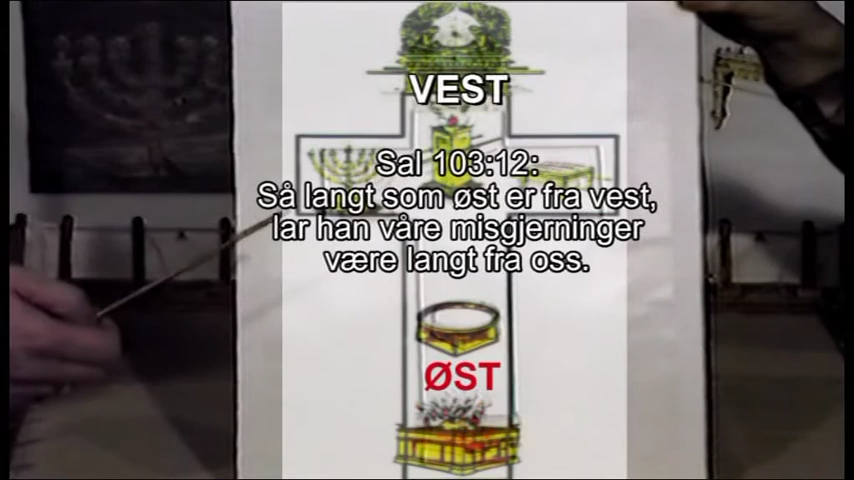 VEST
Sal 103:12:
Så langt som øst er fra vest,
lar han våre misgjerninger
være langt fra oss.
ØST